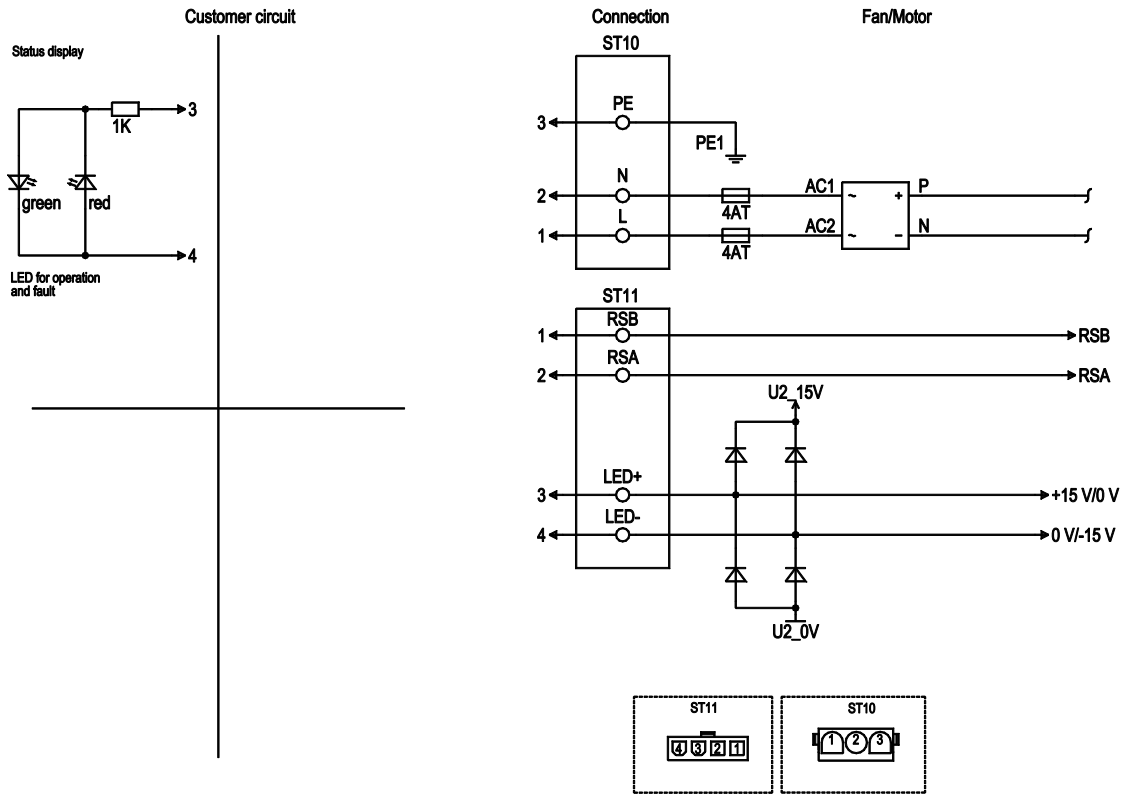 Customer circuit
Connection
Fan/Motor
Status display
3
1K
green
red
4
LED for operation
and fault
ST10
PE
3
PE1
N
2
4AT
AC1
~
+
P
L
1
4AT
AC2
~
–
N
ST11
RSB
1
RSB
RSA
2
RSA
U2_15V
LED+
3
+15 V/0 V
LED-
4
0 V/-15 V
U2_0V
ST11
4 3 2 1
ST10
1 2 3